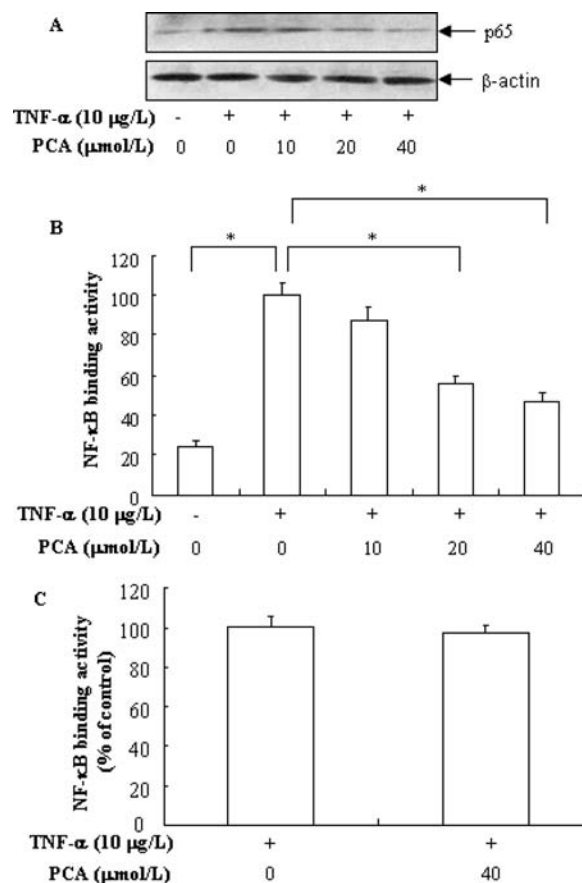 A
p65
β-actin
TNF-α (10 μg/L) - + + + +
PCA (μmol/L) 0 0 10 20 40
B
*
* *
NF-κB binding activity
120
100
80
60
40
20
0
TNF-α (10 μg/L) - + + + +
PCA (μmol/L) 0 0 10 20 40
C
NF-κB binding activity
(% of control)
120
100
80
60
40
20
0
TNF-α (10 μg/L) + +
PCA (μmol/L) 0 40